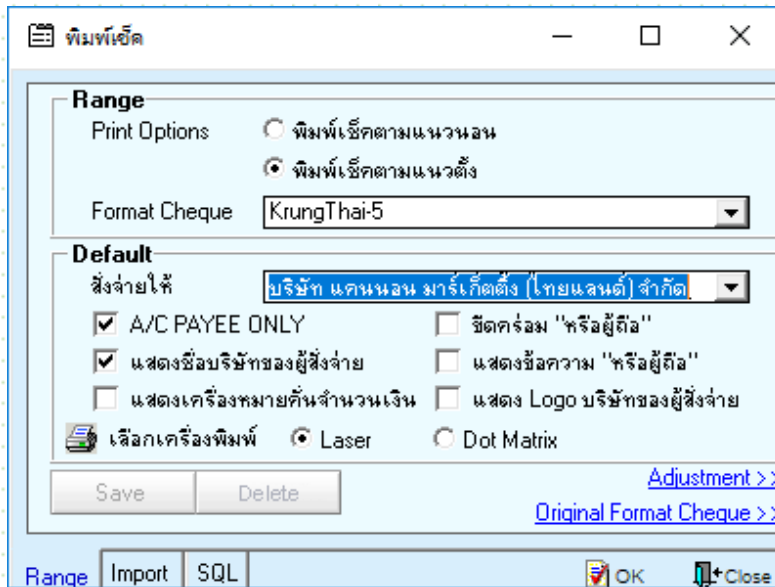 พิมพ์เช็ค
Range
Print Options พิมพ์เช็คตามแนวนอน
พิมพ์เช็คตามแนวตั้ง
Format Cheque KrungThai-5
Default
สั่งจ่ายให้ บริษัท แคนนอน มาร์เก็ตติ้ง (ไทยแลนด์) จำกัด
A/C PAYEE ONLY ขีดคร่อม "หรือผู้ถือ"
แสดงชื่อบริษัทของผู้สั่งจ่าย แสดงข้อความ "หรือผู้ถือ"
แสดงเครื่องหมายคั่นจำนวนเงิน แสดง Logo บริษัทของผู้สั่งจ่าย
เลือกเครื่องพิมพ์ Laser Dot Matrix
Save Delete Adjustment >>
Original Format Cheque >>
Range Import SQL OK Close